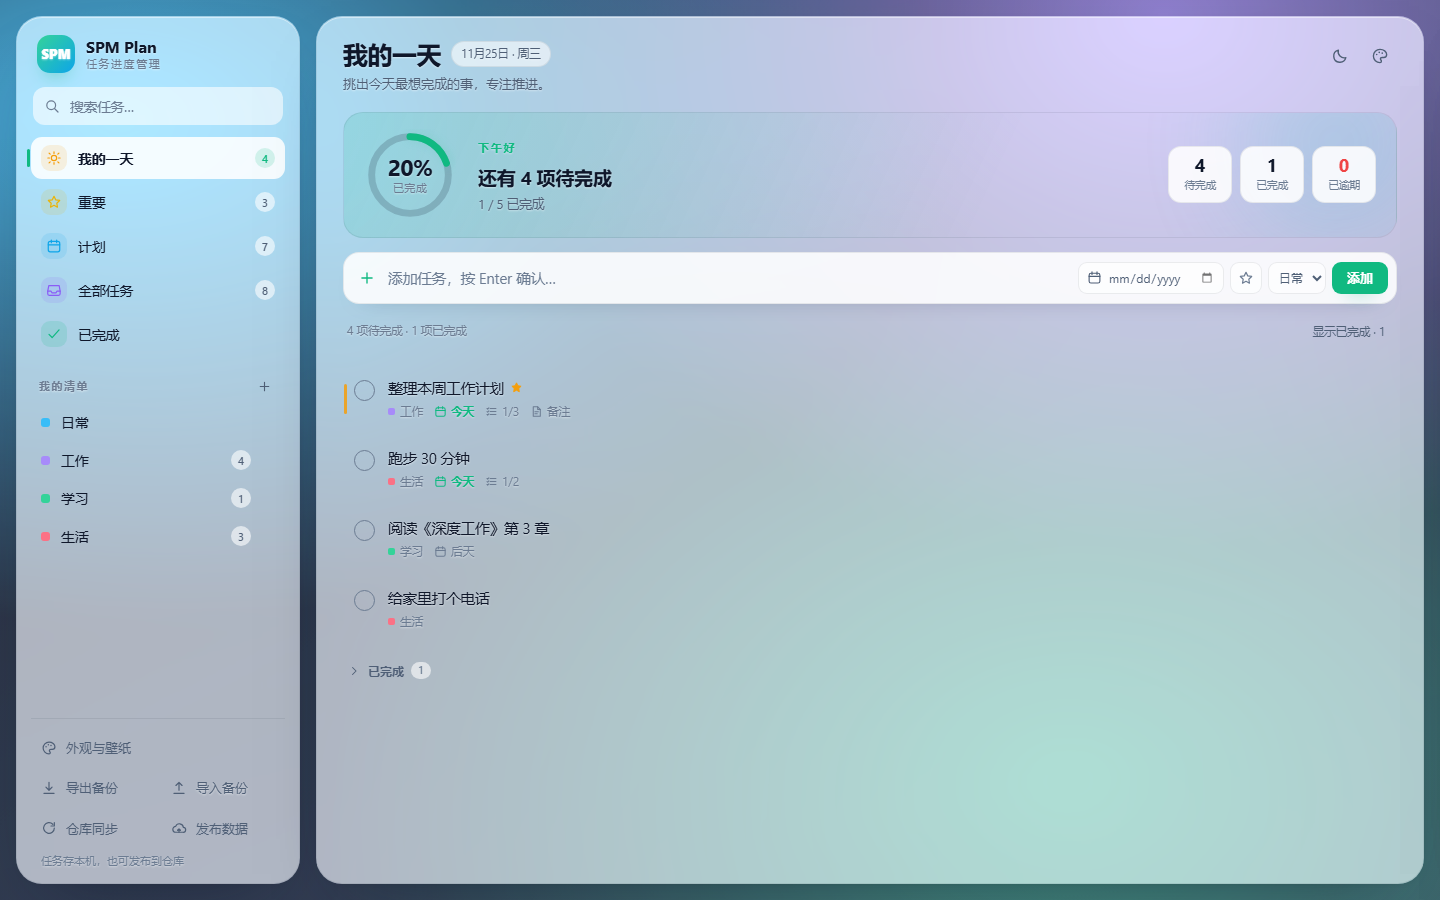 SPM
SPM Plan
任务进度管理
搜索任务...
我的一天 4
重要 3
计划 7
全部任务 8
已完成
我的清单
日常
工作 4
学习 1
生活 3
外观与壁纸
导出备份 导入备份
仓库同步 发布数据
任务存本机，也可发布到仓库
我的一天 11月25日 · 周三
挑出今天最想完成的事，专注推进。
20%
已完成
下午好
还有 4 项待完成
1 / 5 已完成
4 待完成
1 已完成
0 已逾期
添加任务，按 Enter 确认... mm/dd/yyyy 日常 添加
4 项待完成 · 1 项已完成 显示已完成 · 1
整理本周工作计划
工作 今天 1/3 备注
跑步 30 分钟
生活 今天 1/2
阅读《深度工作》第 3 章
学习 后天
给家里打个电话
生活
已完成 1